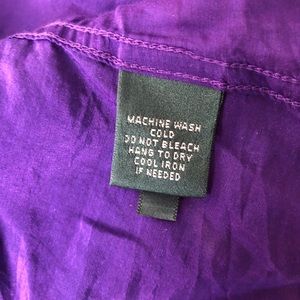 MACHINE WASH
COLD
DO NOT BLEACH
HANG TO DRY
COOL IRON
IF NEEDED